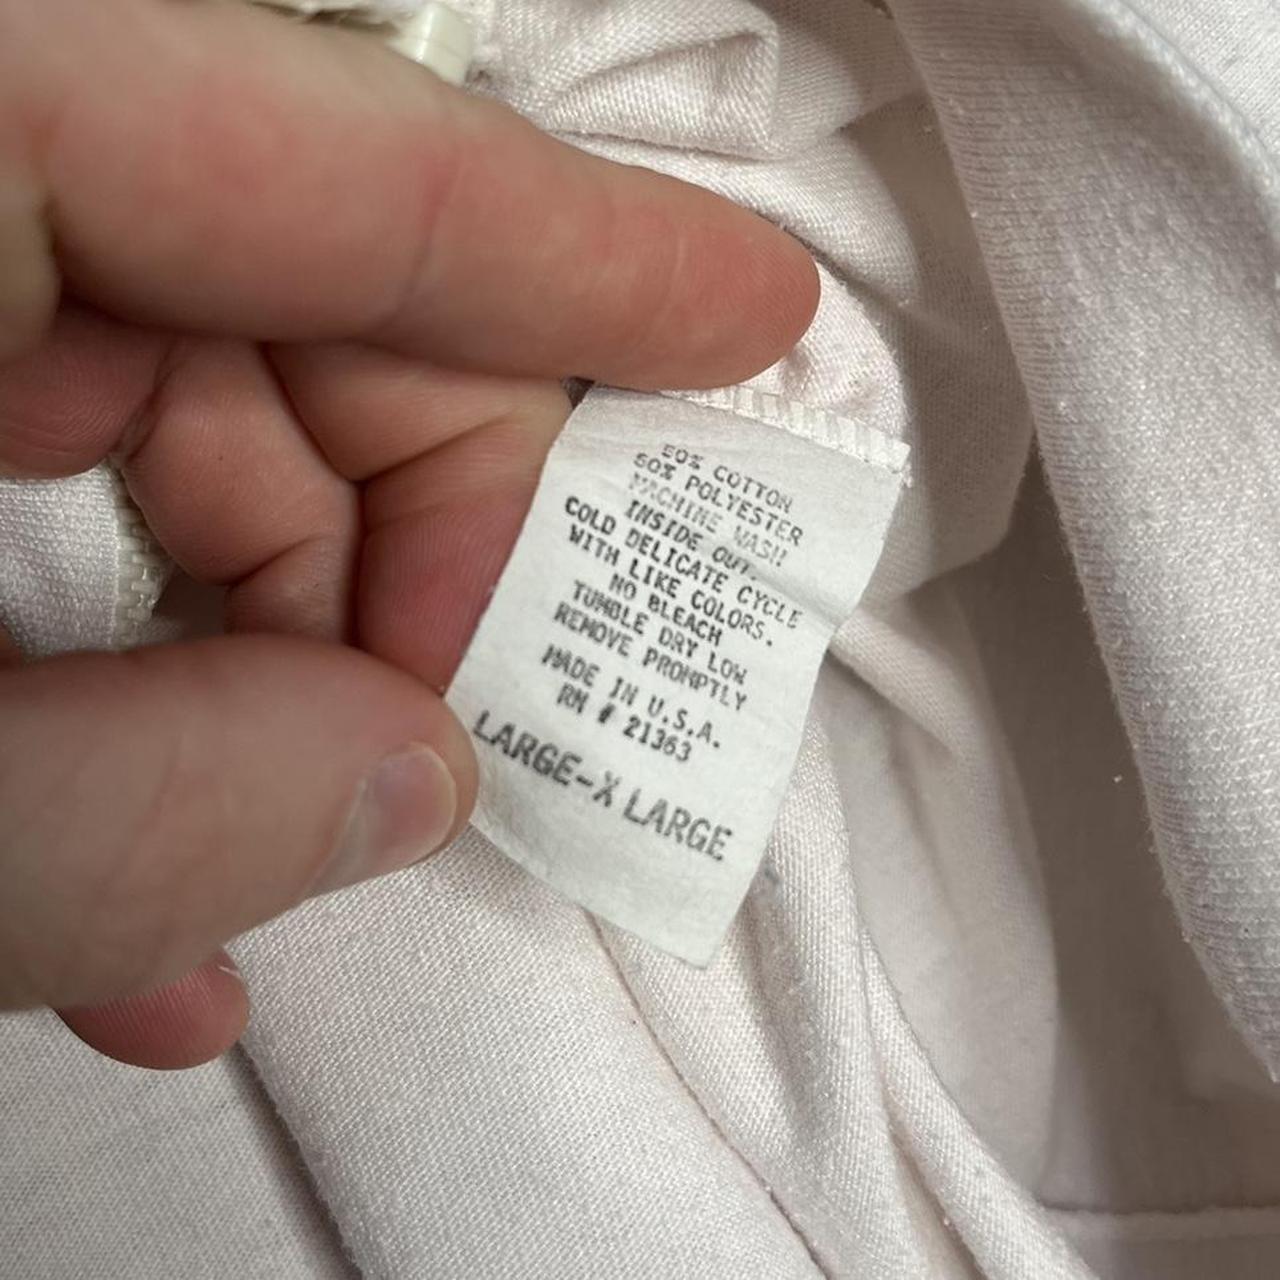 50% COTTON
50% POLYESTER
MACHINE WASH
INSIDE OUT.
COLD DELICATE CYCLE
WITH LIKE COLORS.
NO BLEACH
TUMBLE DRY LOW
REMOVE PROMPTLY
MADE IN U.S.A.
RN # 21363
LARGE-X LARGE